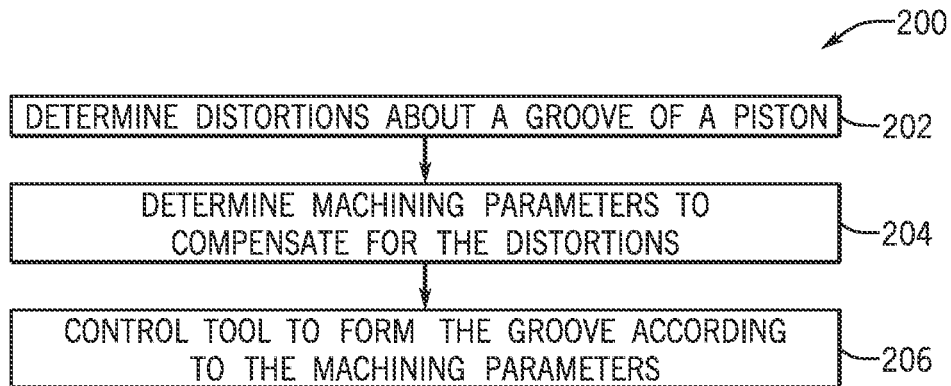 200
DETERMINE DISTORTIONS ABOUT A GROOVE OF A PISTON
202
DETERMINE MACHINING PARAMETERS TO
COMPENSATE FOR THE DISTORTIONS
204
CONTROL TOOL TO FORM THE GROOVE ACCORDING
TO THE MACHINING PARAMETERS
206